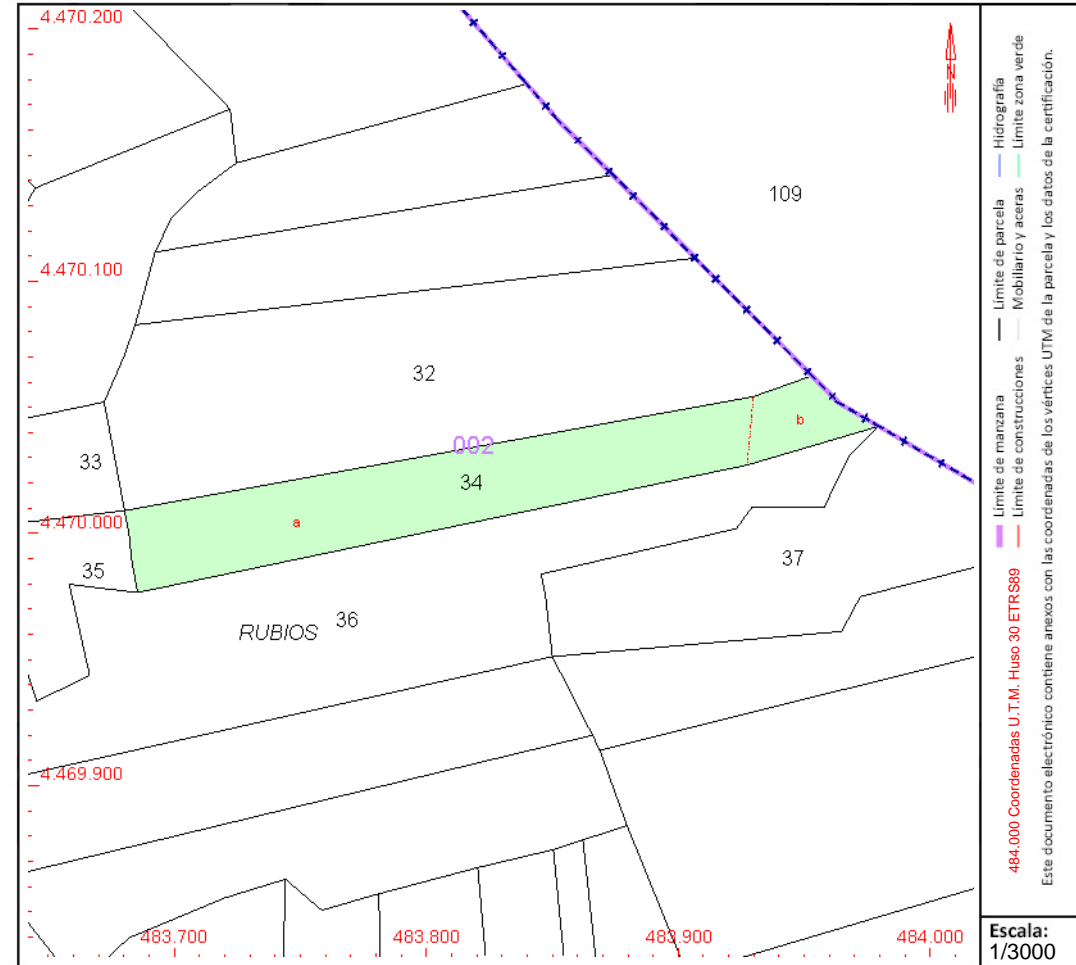 4.470.200
109
4.470.100
32
002
33
34
b
a
4.470.000
35
37
36
RUBIOS
4.469.900
483.700
483.800
483.900
484.000
N
Límite de manzana
Límite de parcela
Hidrografía
Límite de construcciones
Mobiliario y aceras
Límite zona verde
484.000 Coordenadas U.T.M. Huso 30 ETRS89
Este documento electrónico contiene anexos con las coordenadas de los vértices UTM de la parcela y los datos de la certificación.
Escala:
1/3000